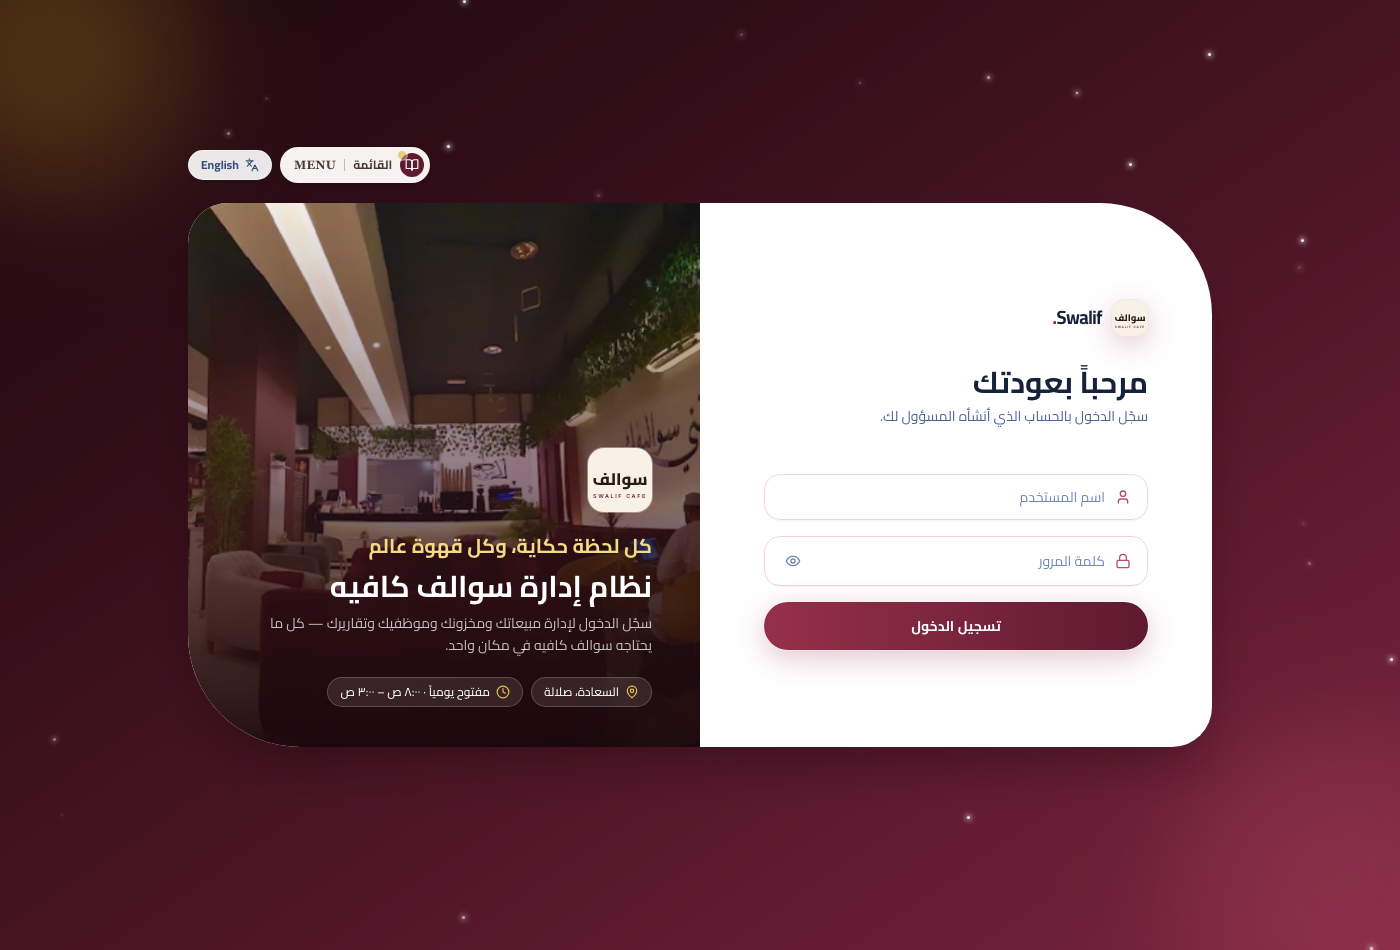 القائمة | MENU
English
سوالف
SWALIF CAFE
Swalif.
مرحباً بعودتك
سجّل الدخول بالحساب الذي أنشأه المسؤول لك.
اسم المستخدم
كلمة المرور
تسجيل الدخول
سوالف
SWALIF CAFE
كل لحظة حكاية، وكل قهوة عالم
نظام إدارة سوالف كافيه
سجّل الدخول لإدارة مبيعاتك ومخزونك وموظفيك وتقاريرك — كل ما
يحتاجه سوالف كافيه في مكان واحد.
السعادة، صلالة
مفتوح يومياً · ٨:٠٠ ص – ٣:٠٠ ص